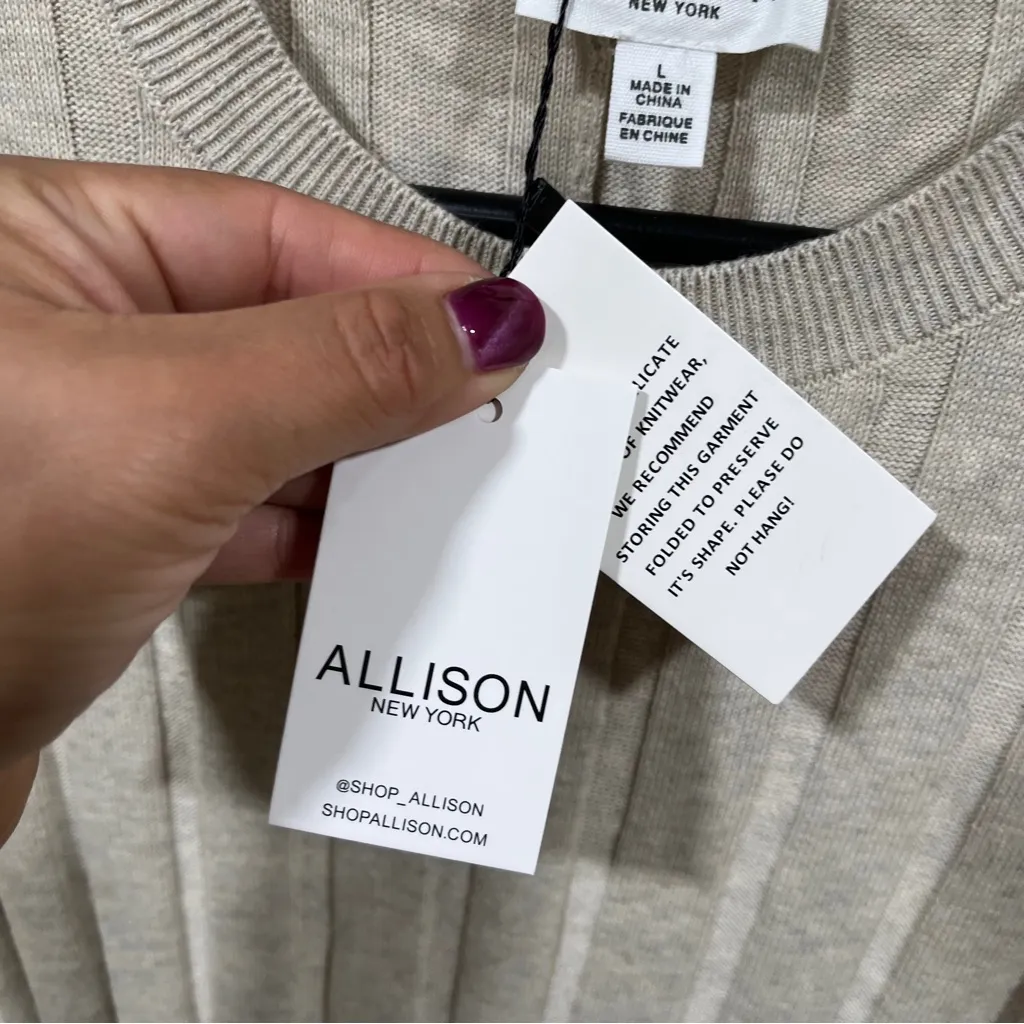 NEW YORK
L
MADE IN
CHINA
FABRIQUE
EN CHINE
OF KNITWEAR,
WE RECOMMEND
STORING THIS GARMENT
FOLDED TO PRESERVE
IT'S SHAPE. PLEASE DO
NOT HANG!
ALLISON
NEW YORK
@SHOP_ALLISON
SHOPALLISON.COM